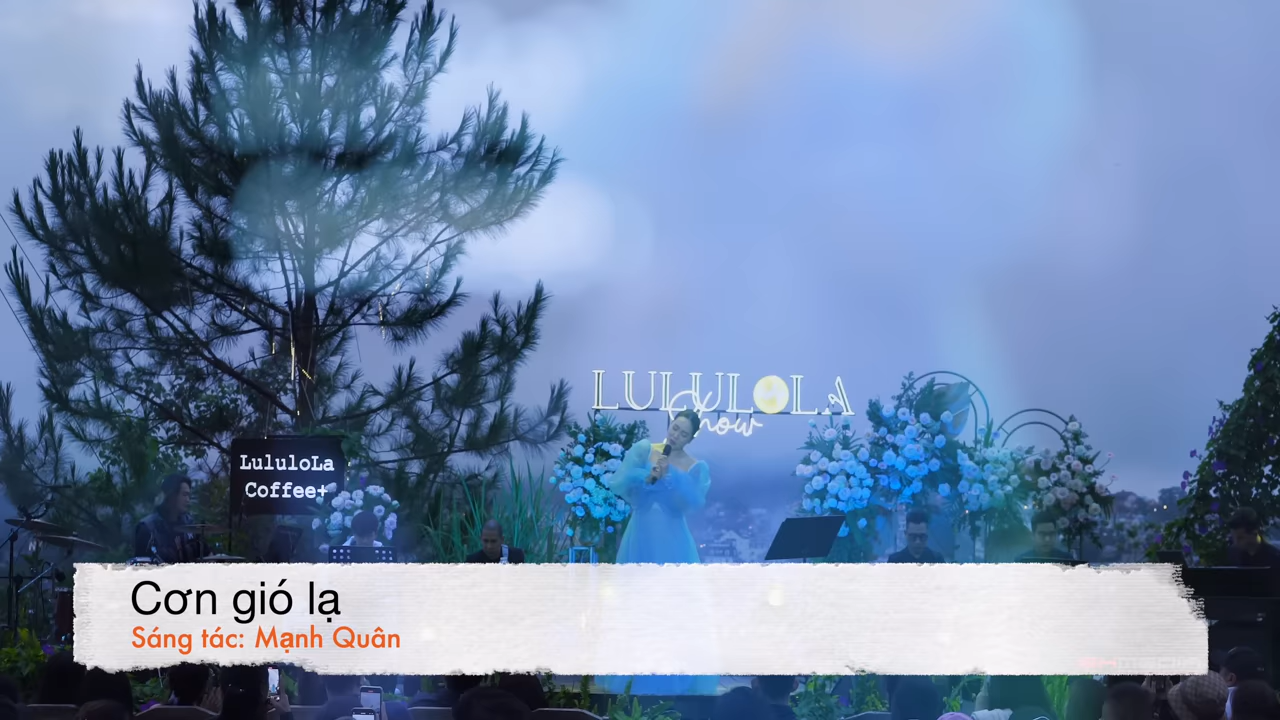 LULULOLA
Show
LululoLa
Coffee+
Cơn gió lạ
Sáng tác: Mạnh Quân